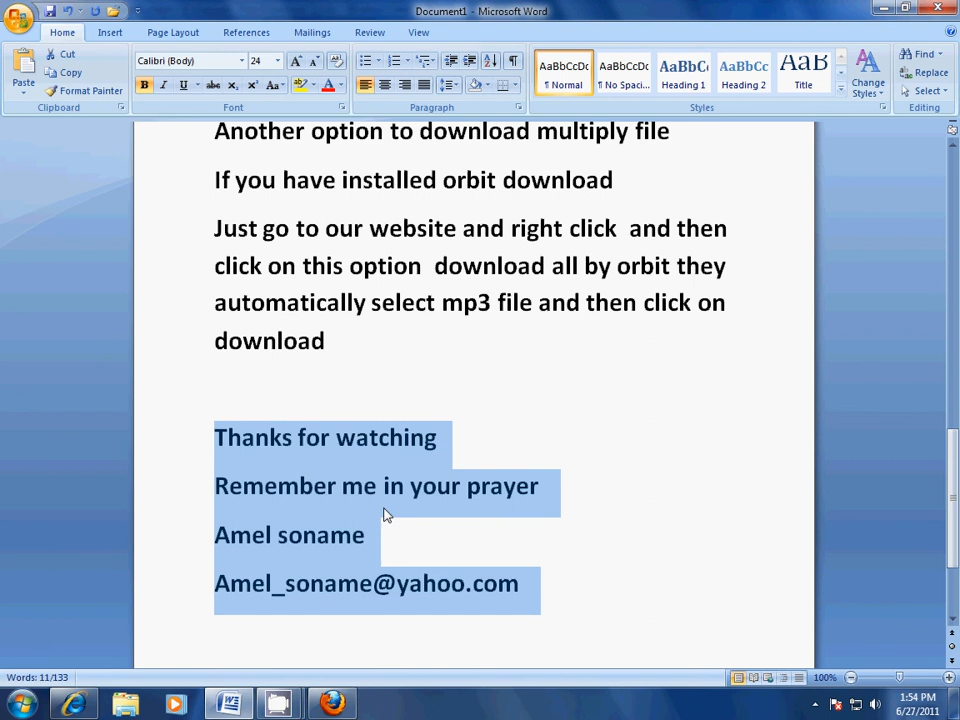 Document1 - Microsoft Word
Home Insert Page Layout References Mailings Review View
Paste
Cut
Copy
Format Painter
Clipboard
Calibri (Body) 24
Font
Paragraph
AaBbCcDc AaBbCcDc AaBbC AaBbCc AaB
¶ Normal ¶ No Spaci... Heading 1 Heading 2 Title
Change
Styles
Styles
Find
Replace
Select
Editing
Another option to download multiply file
If you have installed orbit download
Just go to our website and right click and then
click on this option download all by orbit they
automatically select mp3 file and then click on
download
Thanks for watching
Remember me in your prayer
Amel soname
Amel_soname@yahoo.com
Words: 11/133
100%
1:54 PM
6/27/2011